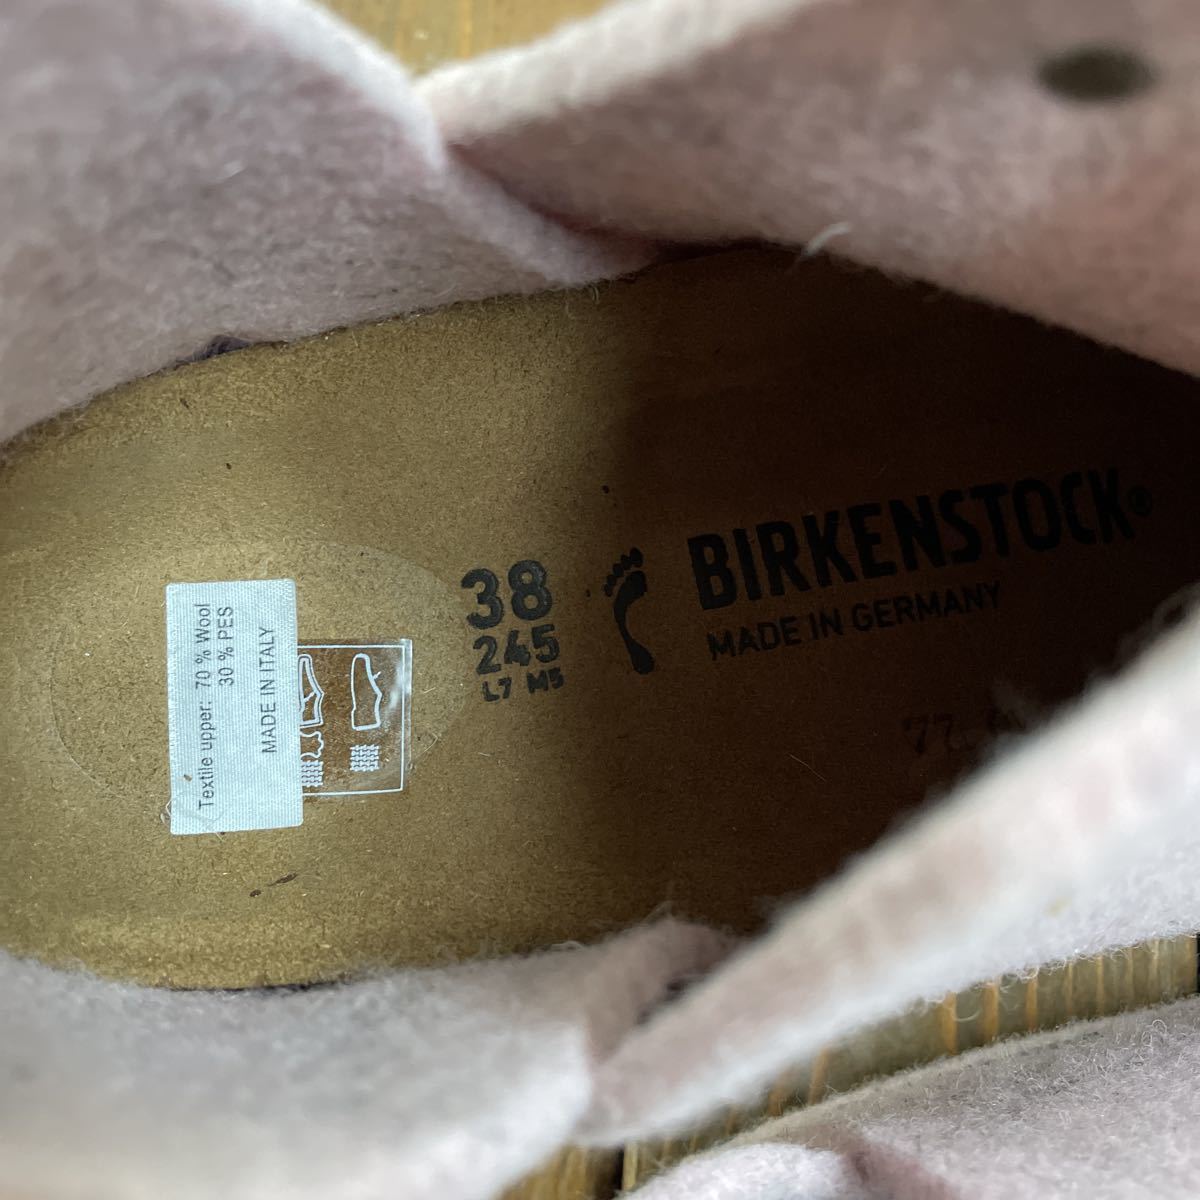 Textile upper: 70 % Wool
30 % PES
MADE IN ITALY
38
245
L7 M5
BIRKENSTOCK®
MADE IN GERMANY